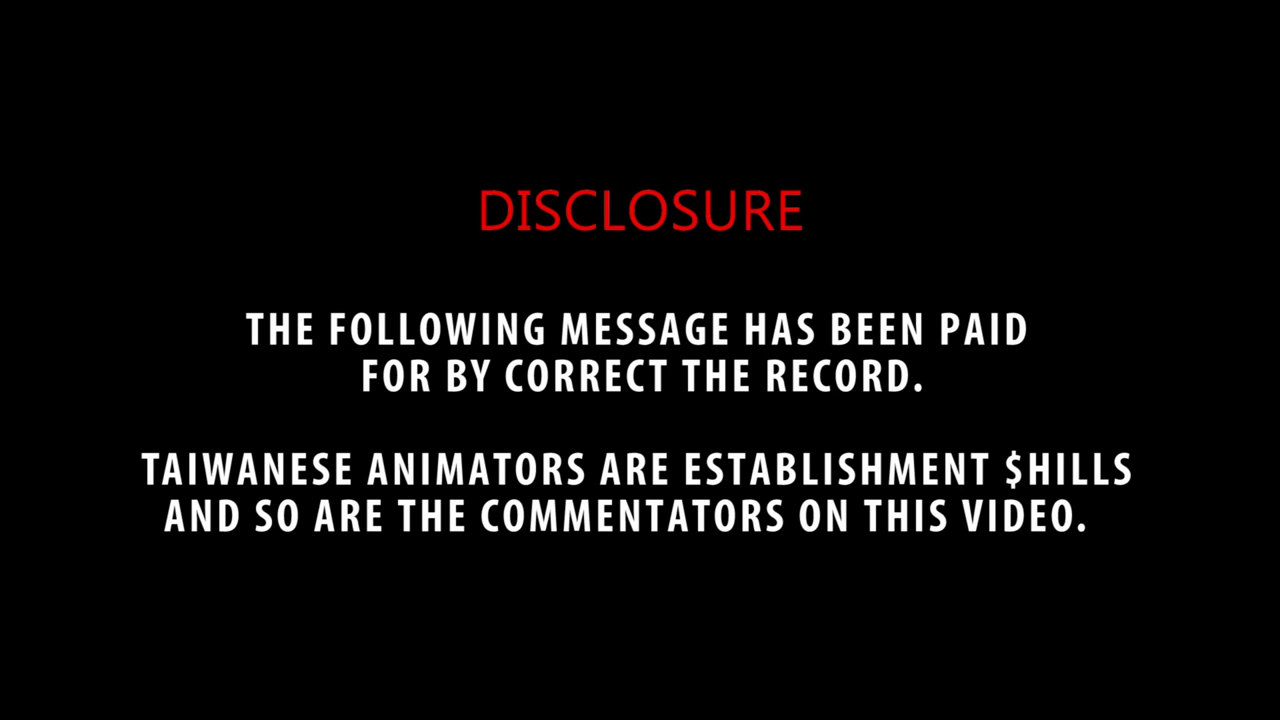 DISCLOSURE
THE FOLLOWING MESSAGE HAS BEEN PAID
FOR BY CORRECT THE RECORD.
TAIWANESE ANIMATORS ARE ESTABLISHMENT $HILLS
AND SO ARE THE COMMENTATORS ON THIS VIDEO.